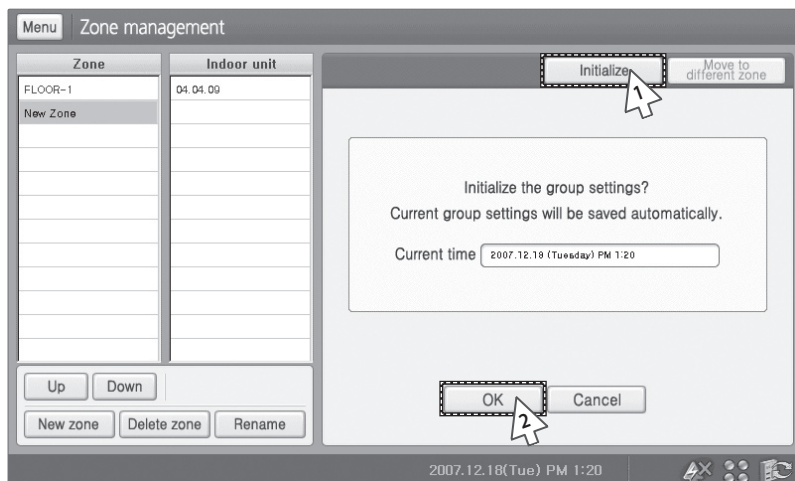 Menu Zone management
Zone Indoor unit
FLOOR-1 04.04.09
New Zone
Initialize Move to different zone
1
Initialize the group settings?
Current group settings will be saved automatically.
Current time 2007.12.18 (Tuesday) PM 1:20
Up Down
OK Cancel
2
New zone Delete zone Rename
2007.12.18(Tue) PM 1:20